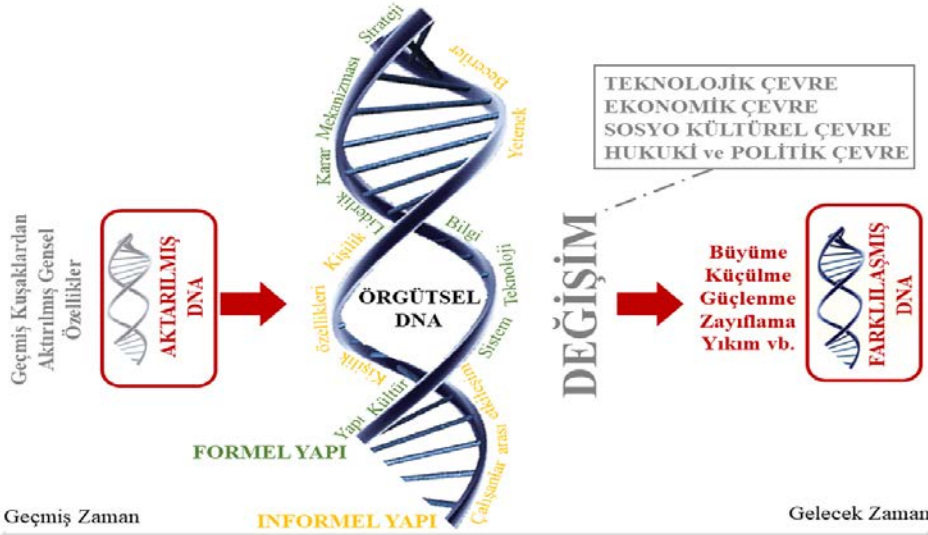 Geçmiş Kuşaklardan
Aktırılmış Gensel
Özellikler
AKTARILMIŞ
DNA
Strateji
Karar Mekanizması
Liderlik
Kişilik
özellikleri
Kişilik
Kültür
Yapı
Beceriler
Yetenek
Bilgi
Teknoloji
Sistem
etkileşimi
Çalışanlar arası
ÖRGÜTSEL
DNA
FORMEL YAPI
INFORMEL YAPI
DEĞİŞİM
TEKNOLOJİK ÇEVRE
EKONOMİK ÇEVRE
SOSYO KÜLTÜREL ÇEVRE
HUKUKİ ve POLİTİK ÇEVRE
Büyüme
Küçülme
Güçlenme
Zayıflama
Yıkım vb.
FARKLILAŞMIŞ
DNA
Geçmiş Zaman
Gelecek Zaman